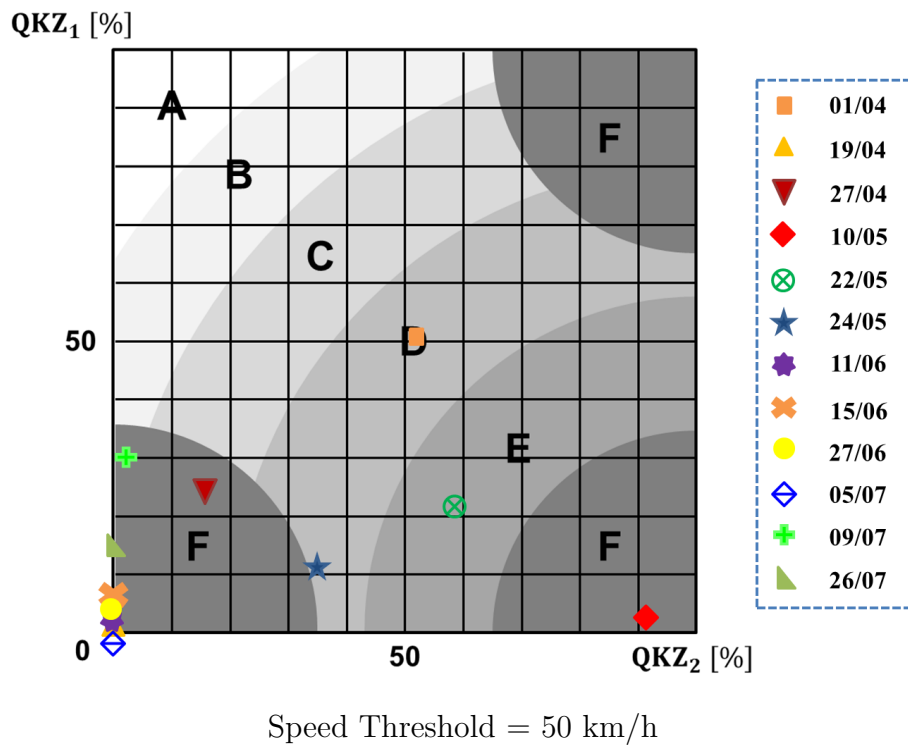 QKZ₁ [%]
A
F
B
C
50
D
E
F
F
0
50
QKZ₂ [%]
01/04
19/04
27/04
10/05
22/05
24/05
11/06
15/06
27/06
05/07
09/07
26/07
Speed Threshold = 50 km/h